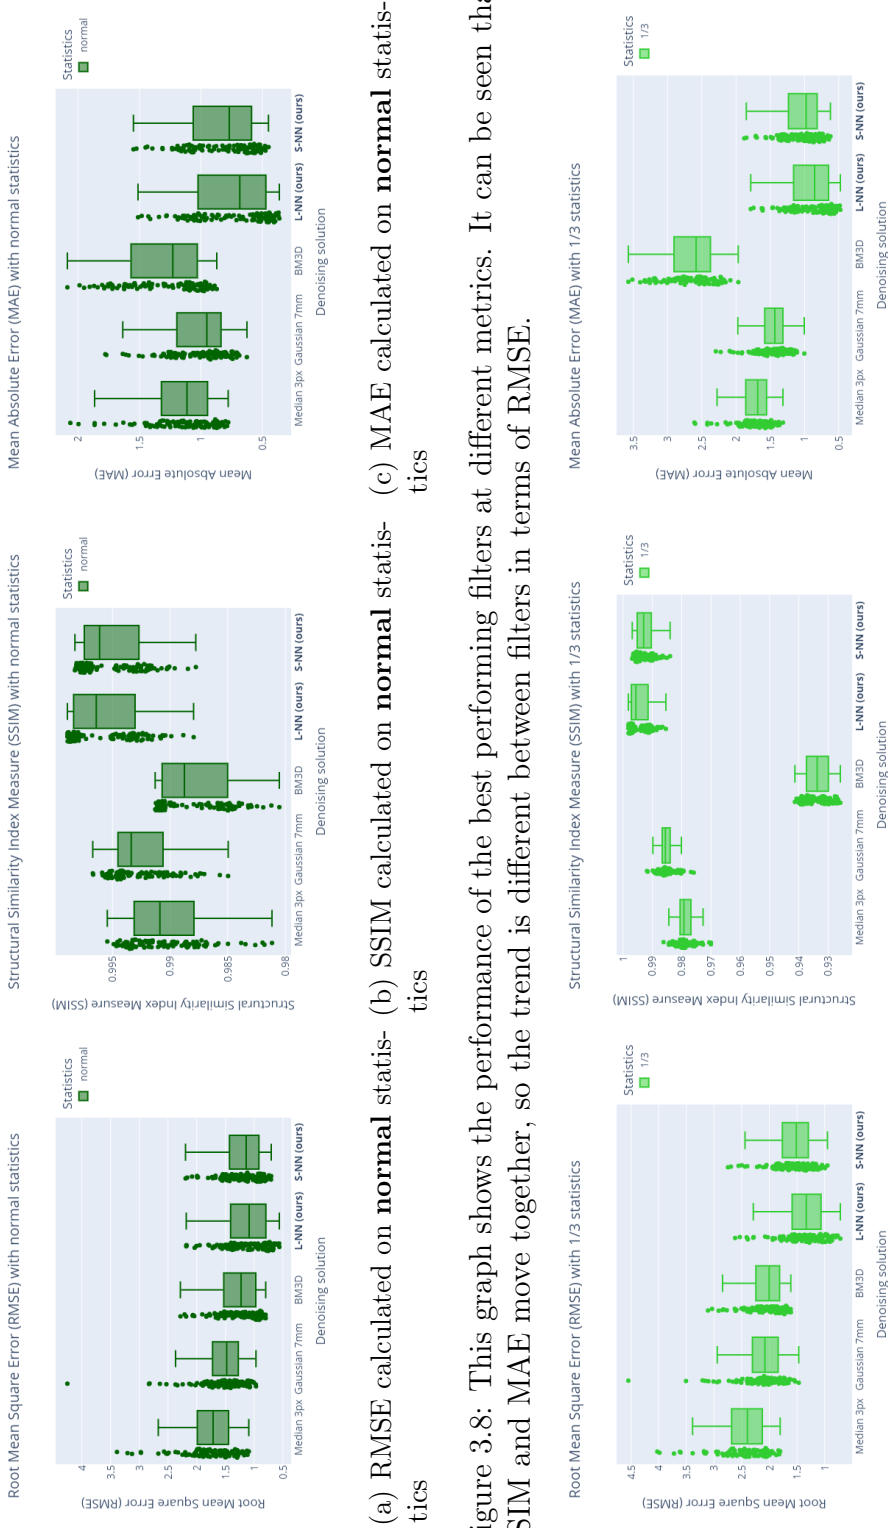 Root Mean Square Error (RMSE) with normal statistics
Statistics
normal
Root Mean Square Error (RMSE)
4
3.5
3
2.5
2
1.5
1
0.5
Median 3px
Gaussian 7mm
BM3D
L-NN (ours)
S-NN (ours)
Denoising solution
Structural Similarity Index Measure (SSIM) with normal statistics
Statistics
normal
Structural Similarity Index Measure (SSIM)
0.995
0.99
0.985
0.98
Median 3px
Gaussian 7mm
BM3D
L-NN (ours)
S-NN (ours)
Denoising solution
Mean Absolute Error (MAE) with normal statistics
Statistics
normal
Mean Absolute Error (MAE)
2
1.5
1
0.5
Median 3px
Gaussian 7mm
BM3D
L-NN (ours)
S-NN (ours)
Denoising solution
(a) RMSE calculated on normal statis-
tics
(b) SSIM calculated on normal statis-
tics
(c) MAE calculated on normal statis-
tics
igure 3.8: This graph shows the performance of the best performing filters at different metrics. It can be seen tha
SIM and MAE move together, so the trend is different between filters in terms of RMSE.
Root Mean Square Error (RMSE) with 1/3 statistics
Statistics
1/3
Root Mean Square Error (RMSE)
4.5
4
3.5
3
2.5
2
1.5
1
Median 3px
Gaussian 7mm
BM3D
L-NN (ours)
S-NN (ours)
Denoising solution
Structural Similarity Index Measure (SSIM) with 1/3 statistics
Statistics
1/3
Structural Similarity Index Measure (SSIM)
1
0.99
0.98
0.97
0.96
0.95
0.94
0.93
Median 3px
Gaussian 7mm
BM3D
L-NN (ours)
S-NN (ours)
Denoising solution
Mean Absolute Error (MAE) with 1/3 statistics
Statistics
1/3
Mean Absolute Error (MAE)
3.5
3
2.5
2
1.5
1
0.5
Median 3px
Gaussian 7mm
BM3D
L-NN (ours)
S-NN (ours)
Denoising solution